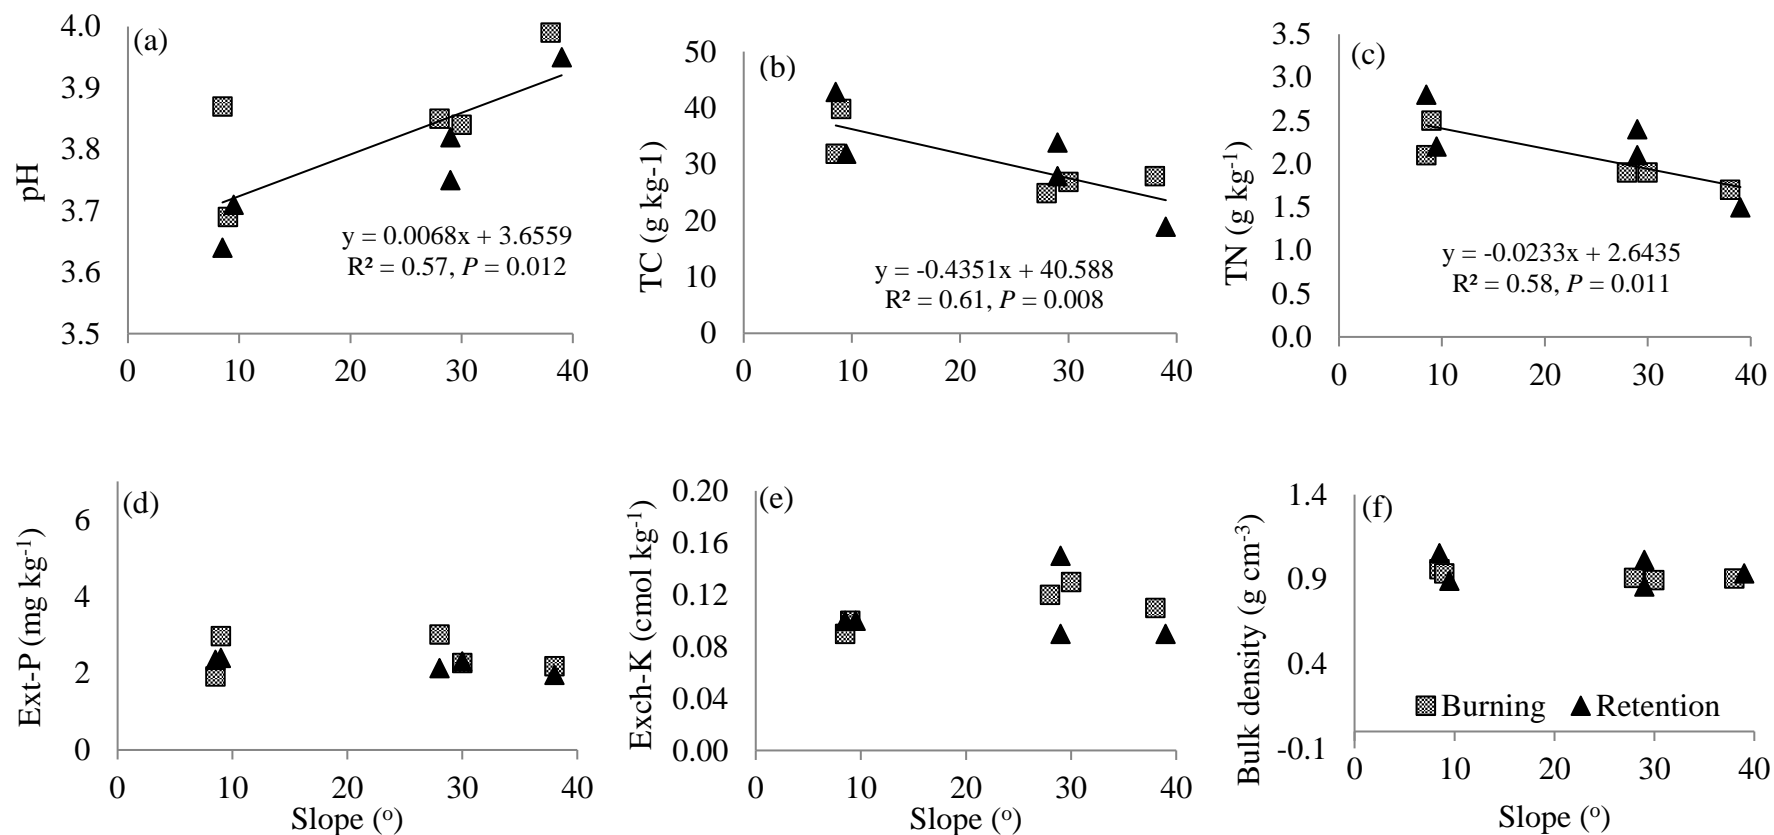 (a)
pH
4.0
3.9
3.8
3.7
3.6
3.5
0 10 20 30 40
y = 0.0068x + 3.6559
R² = 0.57, P = 0.012
(b)
TC (g kg-1)
50
40
30
20
10
0
0 10 20 30 40
y = -0.4351x + 40.588
R² = 0.61, P = 0.008
(c)
TN (g kg-1)
3.5
3.0
2.5
2.0
1.5
1.0
0.5
0.0
0 10 20 30 40
y = -0.0233x + 2.6435
R² = 0.58, P = 0.011
(d)
Ext-P (mg kg-1)
6
4
2
0
0 10 20 30 40
Slope (o)
(e)
Exch-K (cmol kg-1)
0.20
0.16
0.12
0.08
0.04
0.00
0 10 20 30 40
Slope (o)
(f)
Bulk density (g cm-3)
1.4
0.9
0.4
-0.1
0 10 20 30 40
Burning Retention
Slope (o)